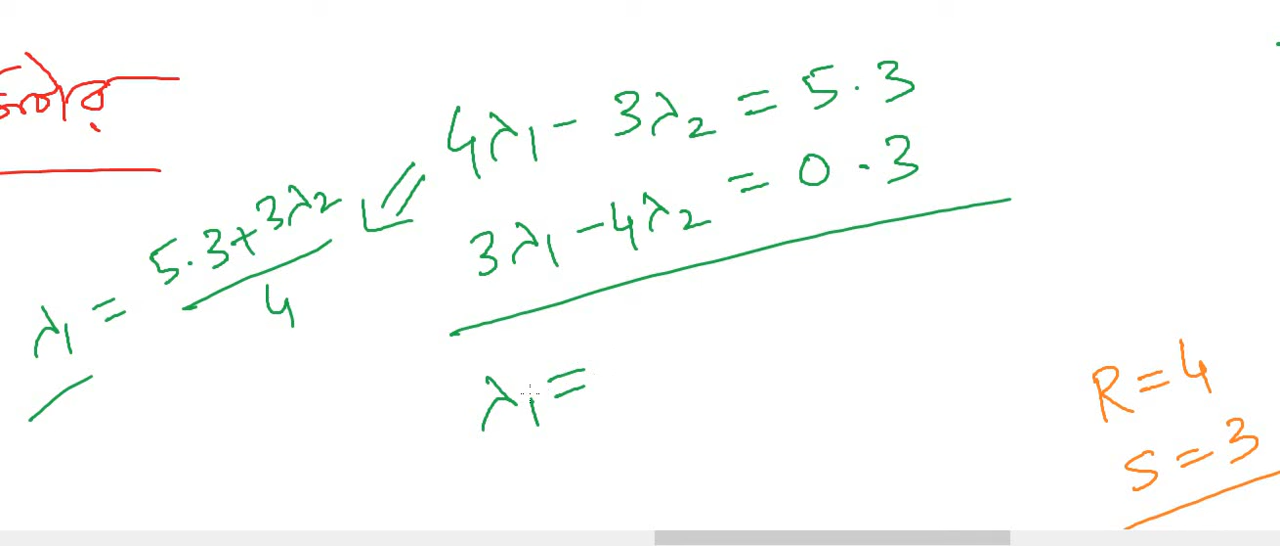 4λ₁ - 3λ₂ = 5.3
3λ₁ - 4λ₂ = 0.3
λ₁ = (5.3 + 3λ₂) / 4
λ₁ =
R = 4
S = 3